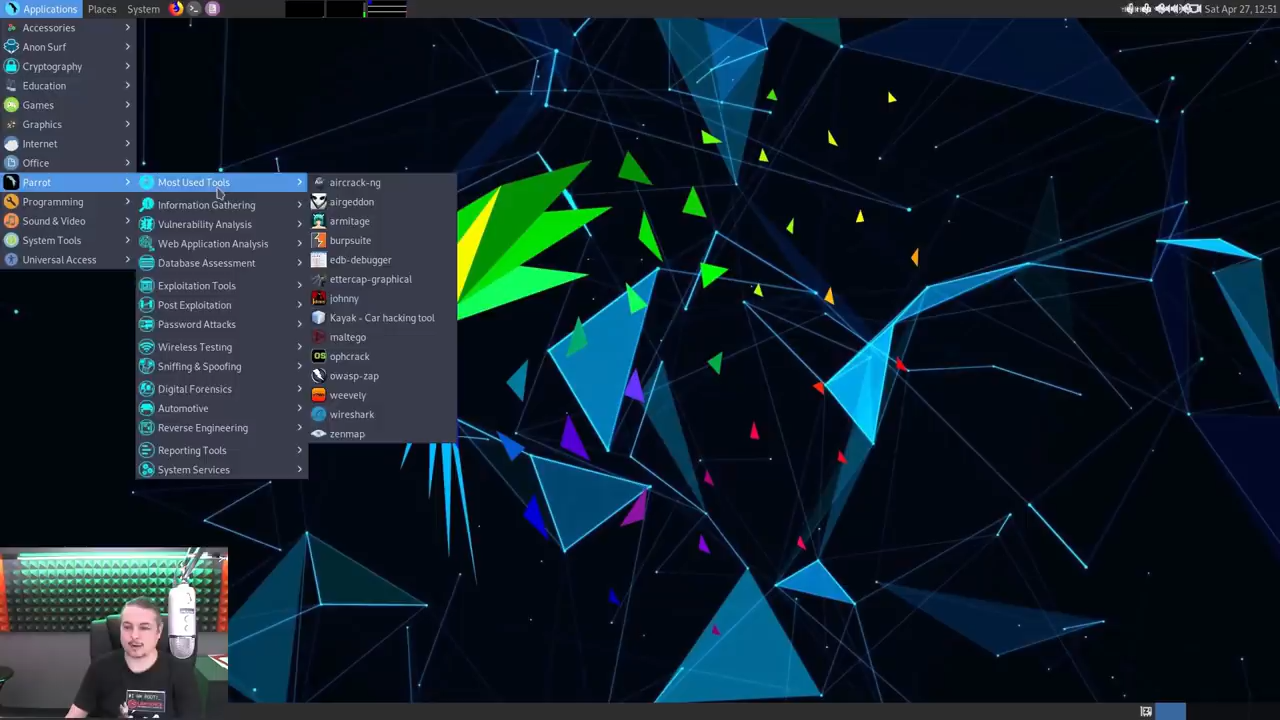 Applications Places System Sat Apr 27, 12:51
Accessories
Anon Surf
Cryptography
Education
Games
Graphics
Internet
Office
Parrot
Programming
Sound & Video
System Tools
Universal Access
Most Used Tools
Information Gathering
Vulnerability Analysis
Web Application Analysis
Database Assessment
Exploitation Tools
Post Exploitation
Password Attacks
Wireless Testing
Sniffing & Spoofing
Digital Forensics
Automotive
Reverse Engineering
Reporting Tools
System Services
aircrack-ng
airgeddon
armitage
burpsuite
edb-debugger
ettercap-graphical
johnny
Kayak - Car hacking tool
maltego
ophcrack
owasp-zap
weevely
wireshark
zenmap